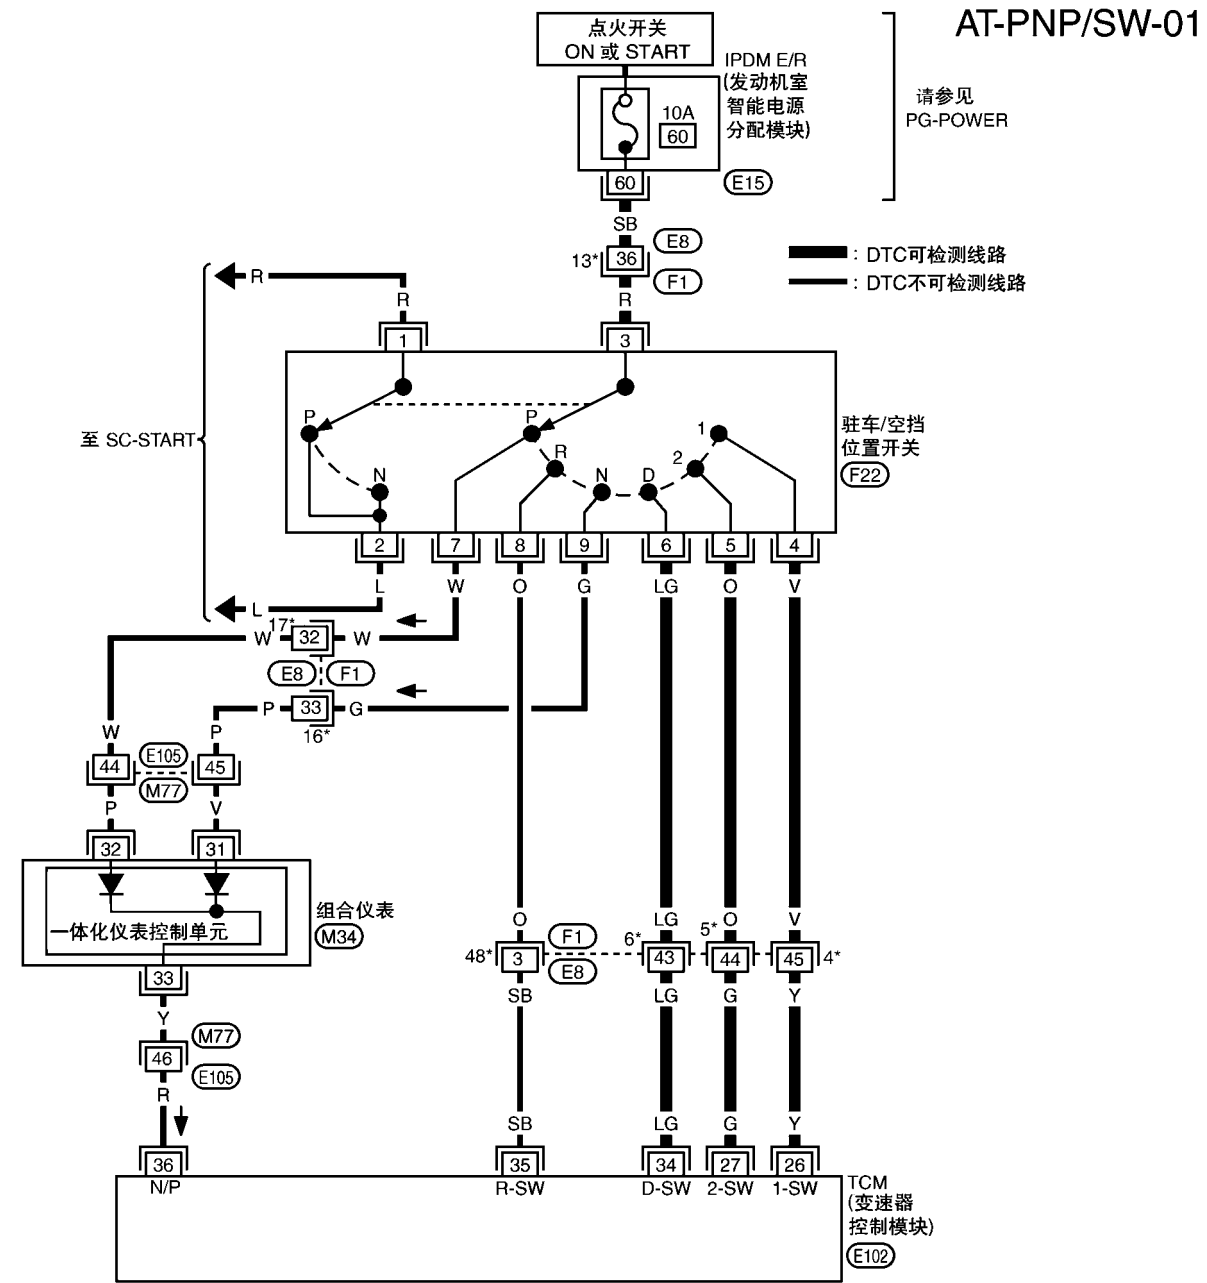 AT-PNP/SW-01
点火开关
ON 或 START
IPDM E/R
(发动机室
智能电源
分配模块)
10A
60
请参见
PG-POWER
60
E15
SB
E8
13*
36
F1
R
: DTC可检测线路
: DTC不可检测线路
R
R
1
3
至 SC-START
P
N
P
R
N
D
2
1
驻车/空挡
位置开关
F22
2
7
8
9
6
5
4
L
W
O
G
LG
O
V
L
17*
W
32
W
E8
F1
P
33
G
16*
W
P
44
E105
45
M77
P
V
32
31
一体化仪表控制单元
组合仪表
M34
33
Y
M77
46
E105
R
O
LG
O
V
F1
6*
5*
48*
3
43
44
45
4*
E8
SB
LG
G
Y
SB
LG
G
Y
36
35
34
27
26
N/P
R-SW
D-SW
2-SW
1-SW
TCM
(变速器
控制模块)
E102